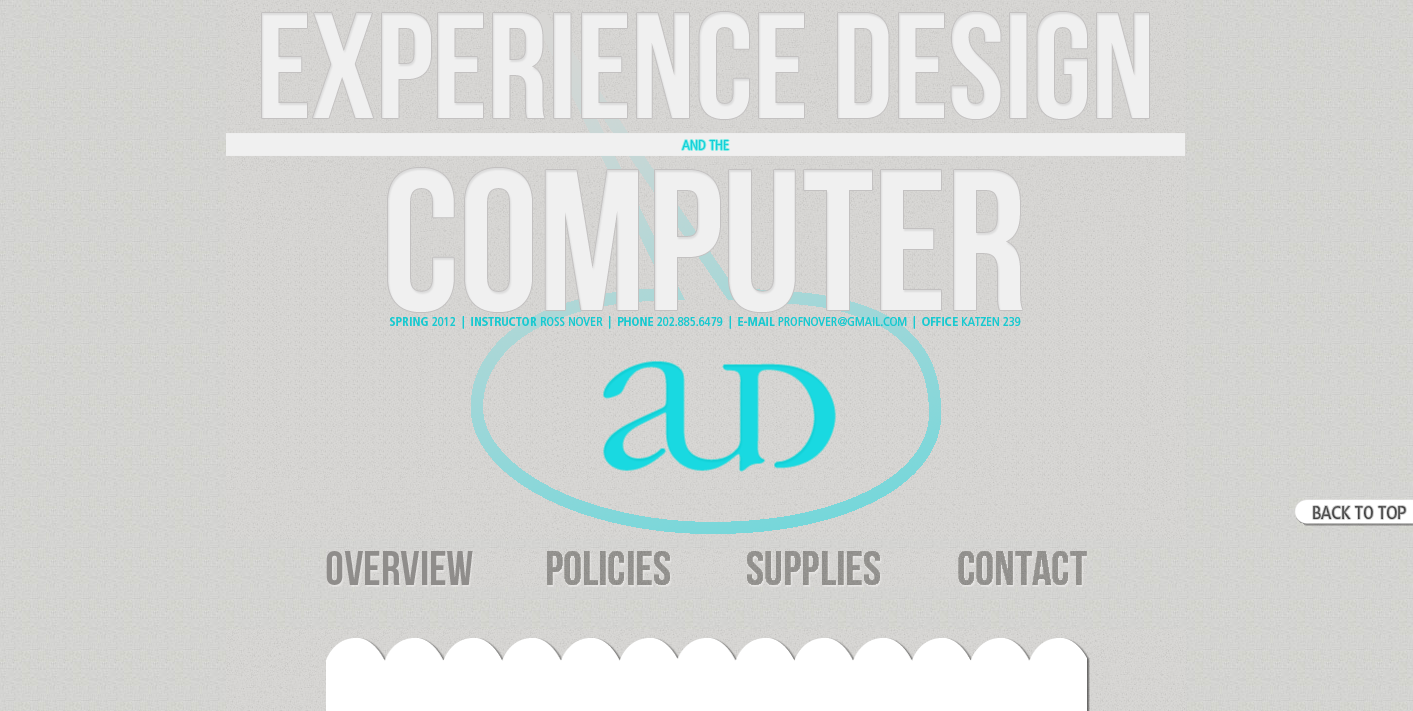 EXPERIENCE DESIGN
AND THE
COMPUTER
SPRING 2012 | INSTRUCTOR ROSS NOVER | PHONE 202.885.6479 | E-MAIL PROFNOVER@GMAIL.COM | OFFICE KATZEN 239
aD
BACK TO TOP
OVERVIEW POLICIES SUPPLIES CONTACT